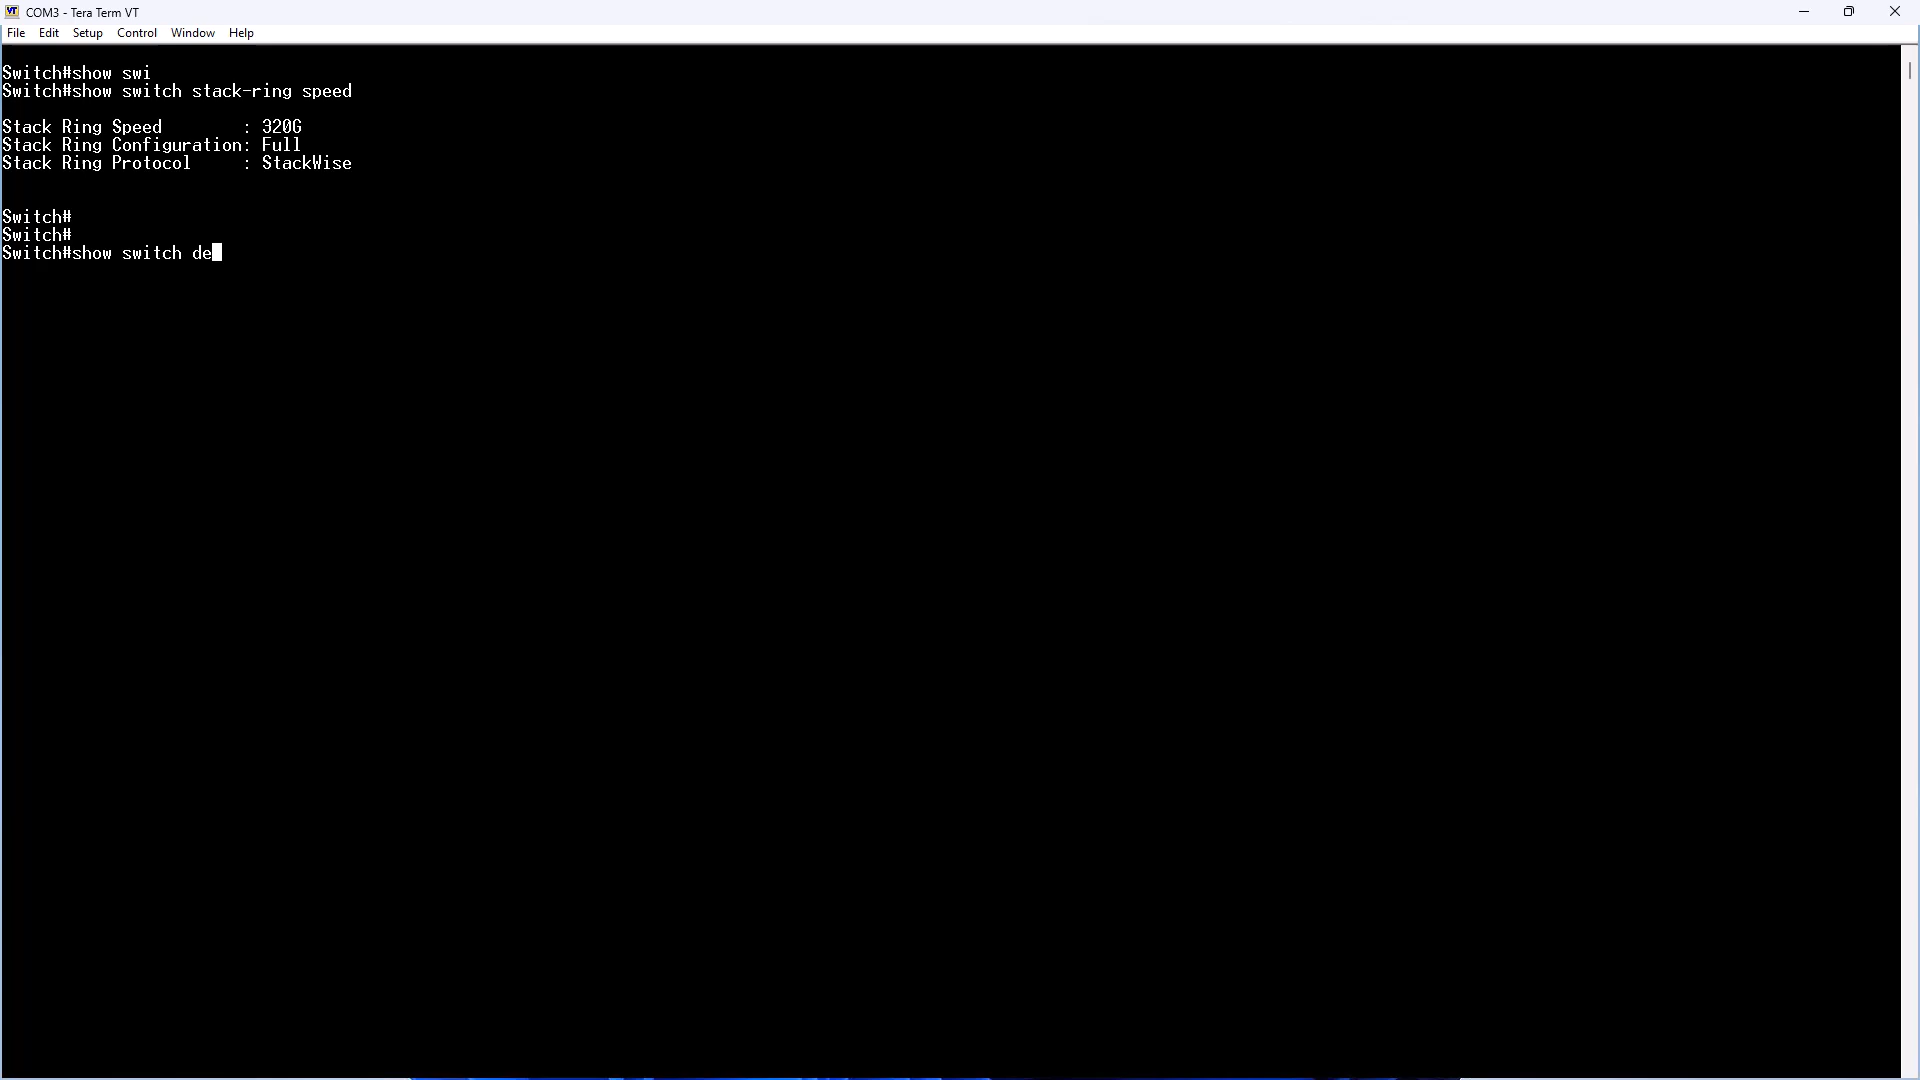 COM3 - Tera Term VT
File Edit Setup Control Window Help
Switch#show swi
Switch#show switch stack-ring speed
Stack Ring Speed : 320G
Stack Ring Configuration: Full
Stack Ring Protocol : StackWise
Switch#
Switch#
Switch#show switch de